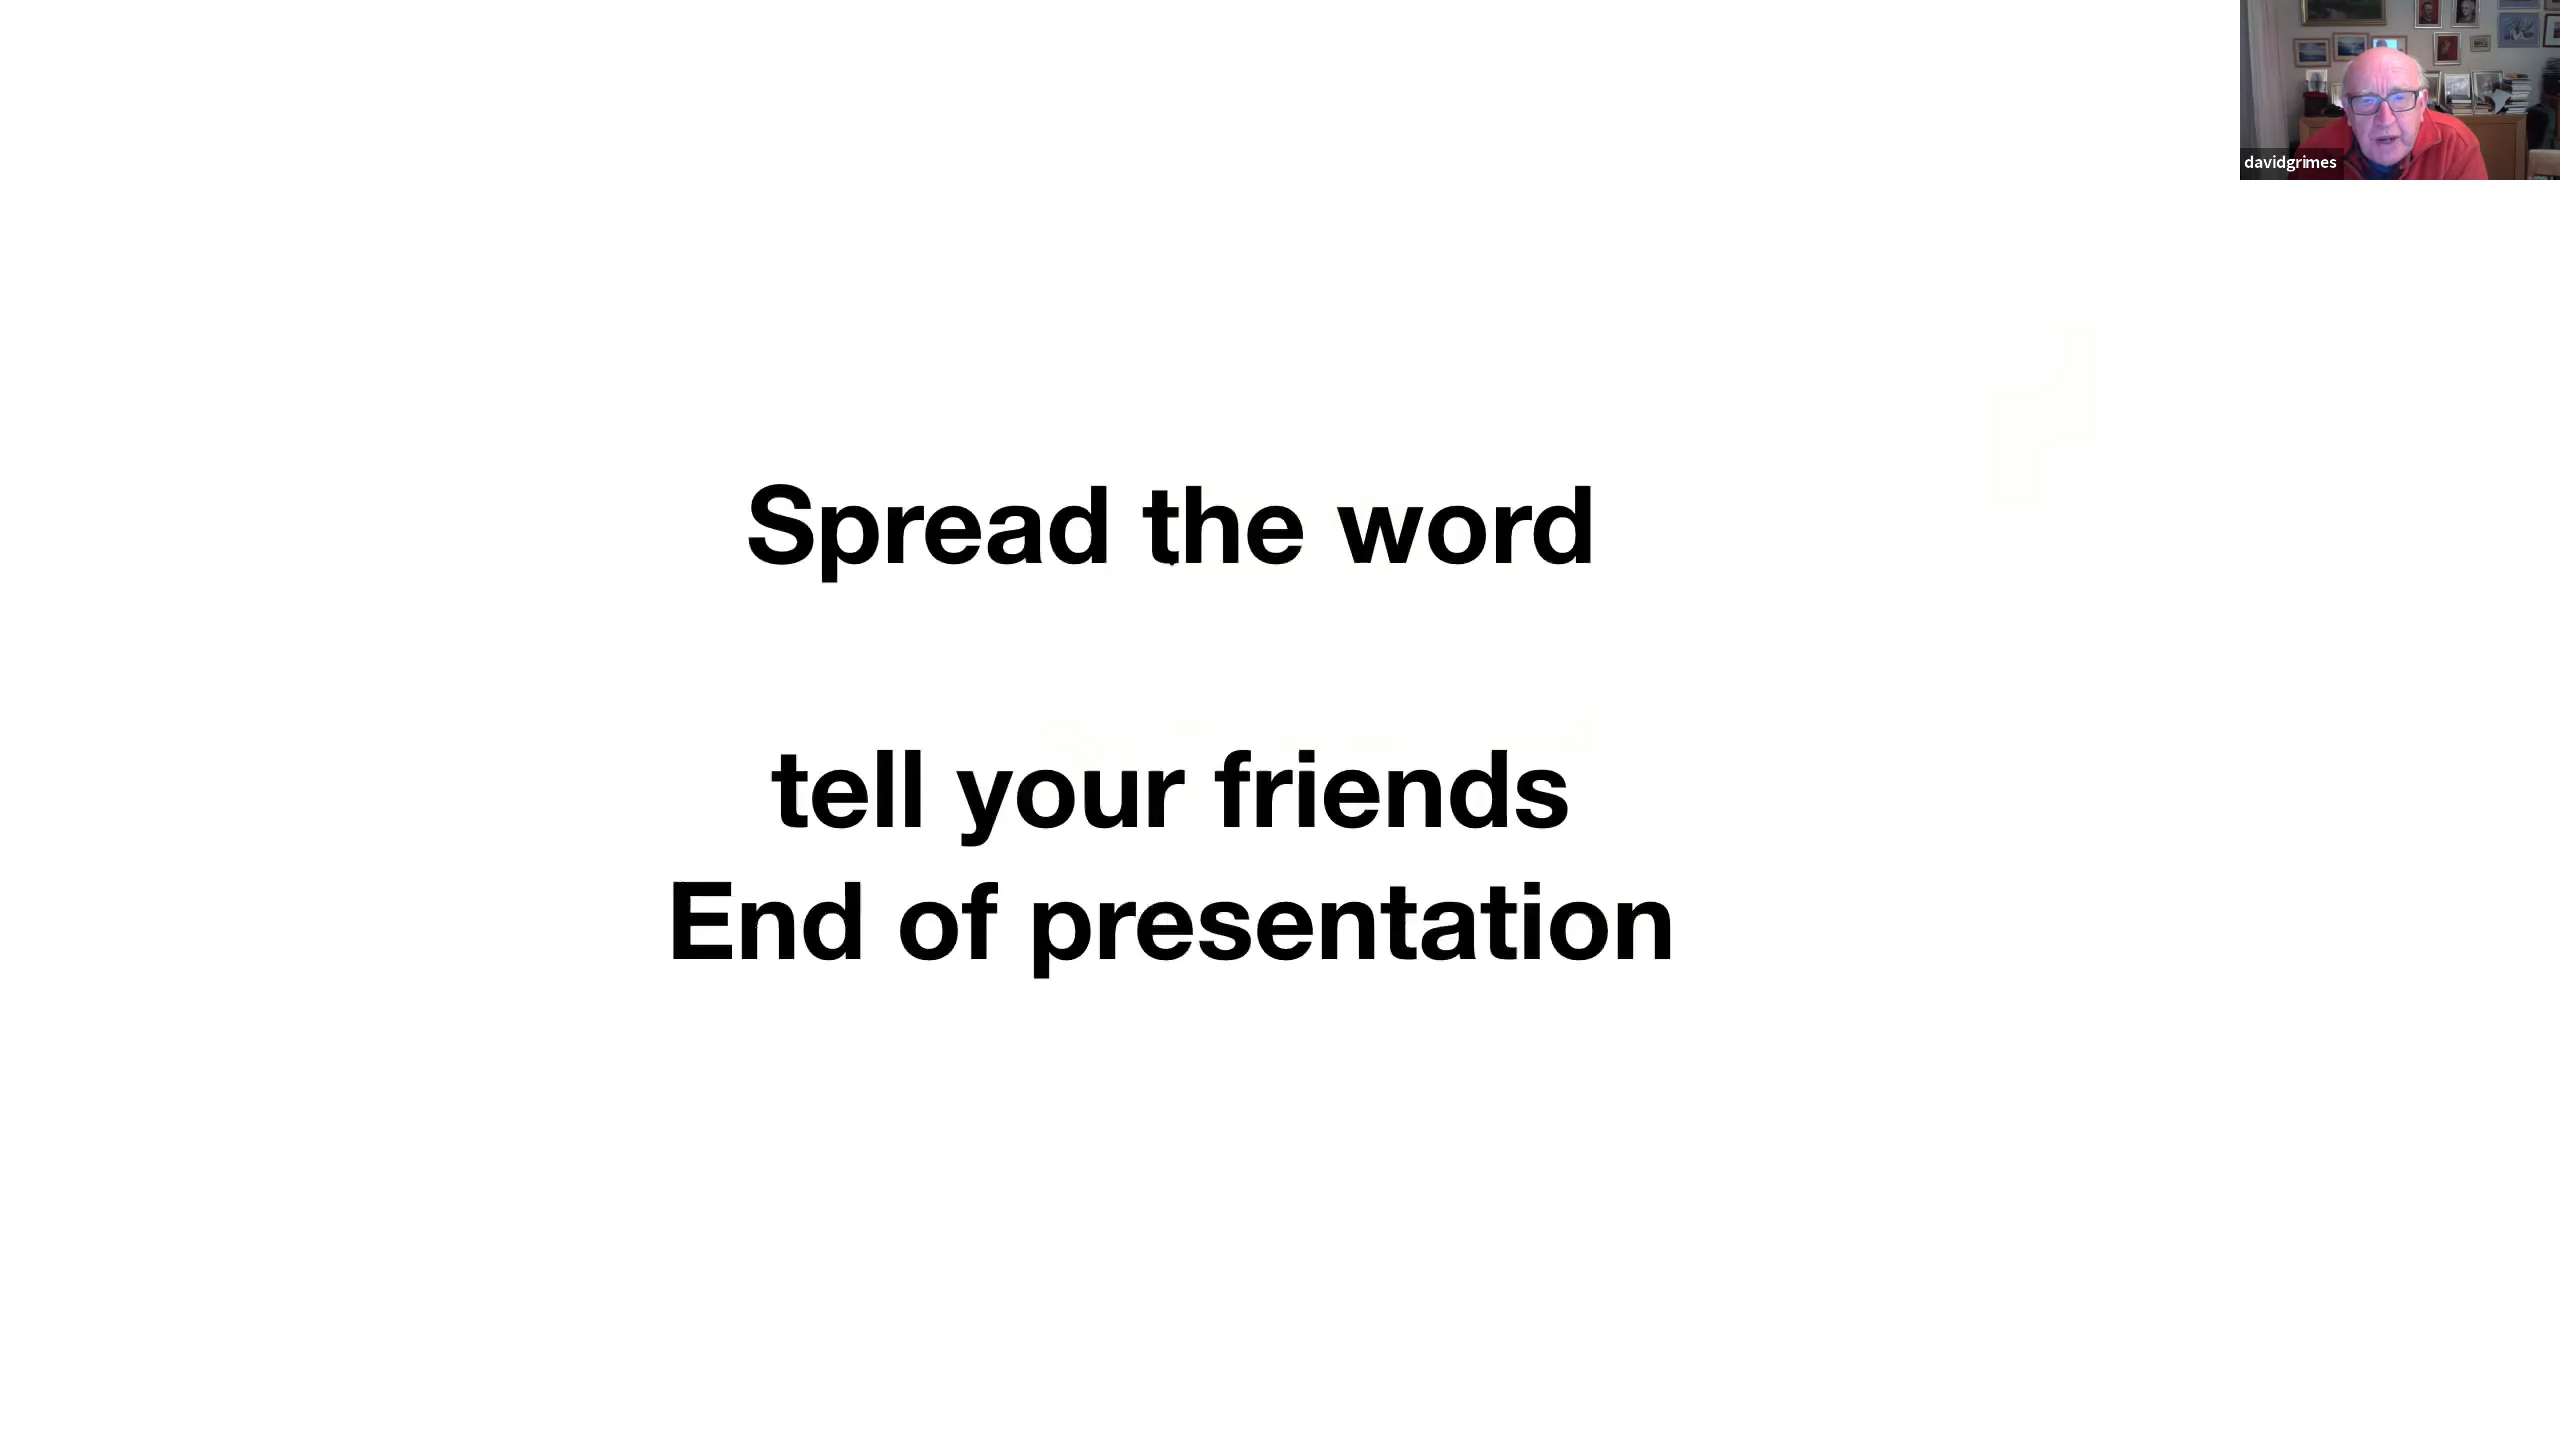 davidgrimes
Spread the word
tell your friends
End of presentation